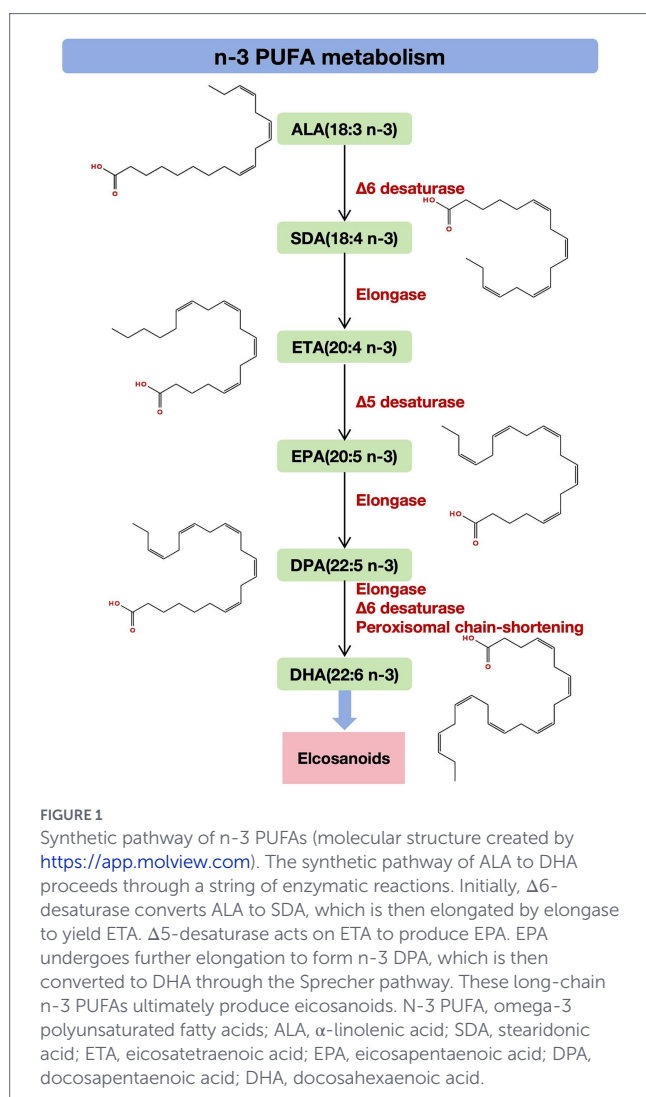 n-3 PUFA metabolism
ALA(18:3 n-3)
HO
O
Δ6 desaturase
HO
O
SDA(18:4 n-3)
Elongase
ETA(20:4 n-3)
HO
O
Δ5 desaturase
EPA(20:5 n-3)
Elongase
HO
O
DPA(22:5 n-3)
HO
O
Elongase
Δ6 desaturase
Peroxisomal chain-shortening
HO
O
DHA(22:6 n-3)
Elcosanoids
FIGURE 1
Synthetic pathway of n-3 PUFAs (molecular structure created by
https://app.molview.com). The synthetic pathway of ALA to DHA
proceeds through a string of enzymatic reactions. Initially, Δ6-
desaturase converts ALA to SDA, which is then elongated by elongase
to yield ETA. Δ5-desaturase acts on ETA to produce EPA. EPA
undergoes further elongation to form n-3 DPA, which is then
converted to DHA through the Sprecher pathway. These long-chain
n-3 PUFAs ultimately produce eicosanoids. N-3 PUFA, omega-3
polyunsaturated fatty acids; ALA, α-linolenic acid; SDA, stearidonic
acid; ETA, eicosatetraenoic acid; EPA, eicosapentaenoic acid; DPA,
docosapentaenoic acid; DHA, docosahexaenoic acid.